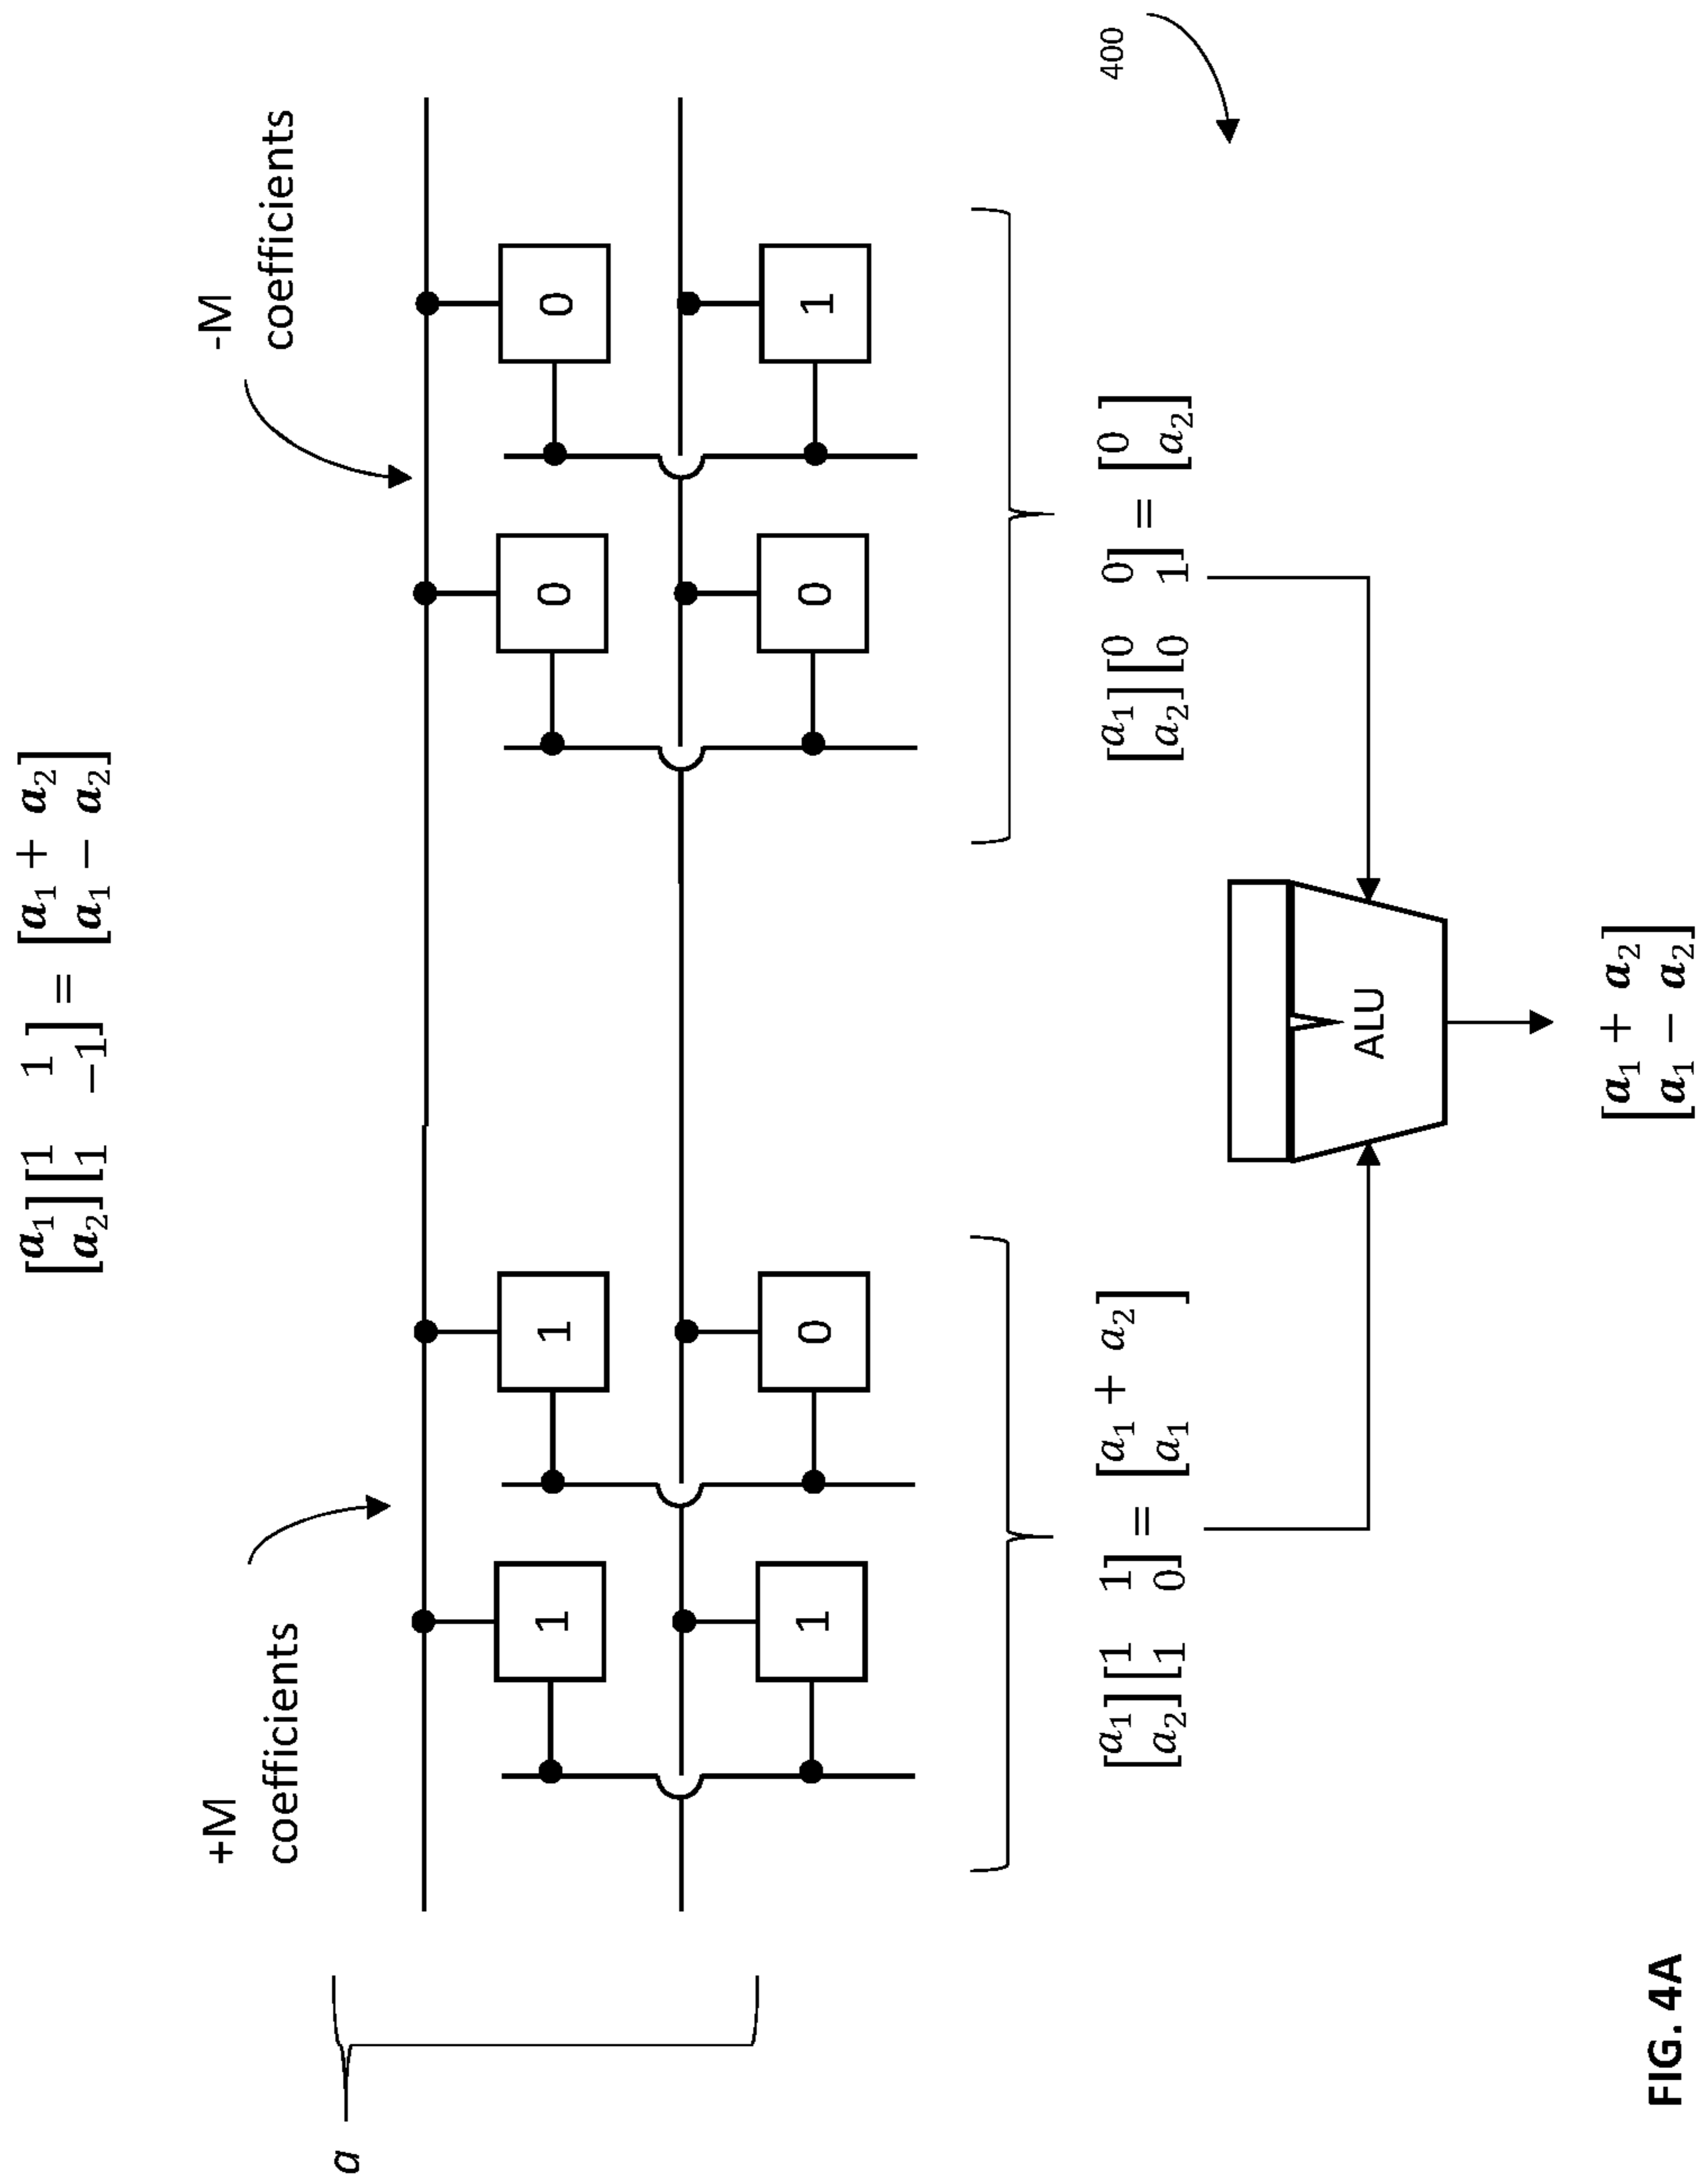 [a₁ a₂] [1 1 1 −1] = [a₁ + a₂ a₁ − a₂]
+M
coefficients
-M
coefficients
a
1 1 0 0
1 0 0 1
[a₁ a₂] [1 1 1 0] = [a₁ + a₂ a₁]
[a₁ a₂] [0 0 0 1] = [0 a₂]
400
ALU
[a₁ + a₂ a₁ − a₂]
FIG. 4A